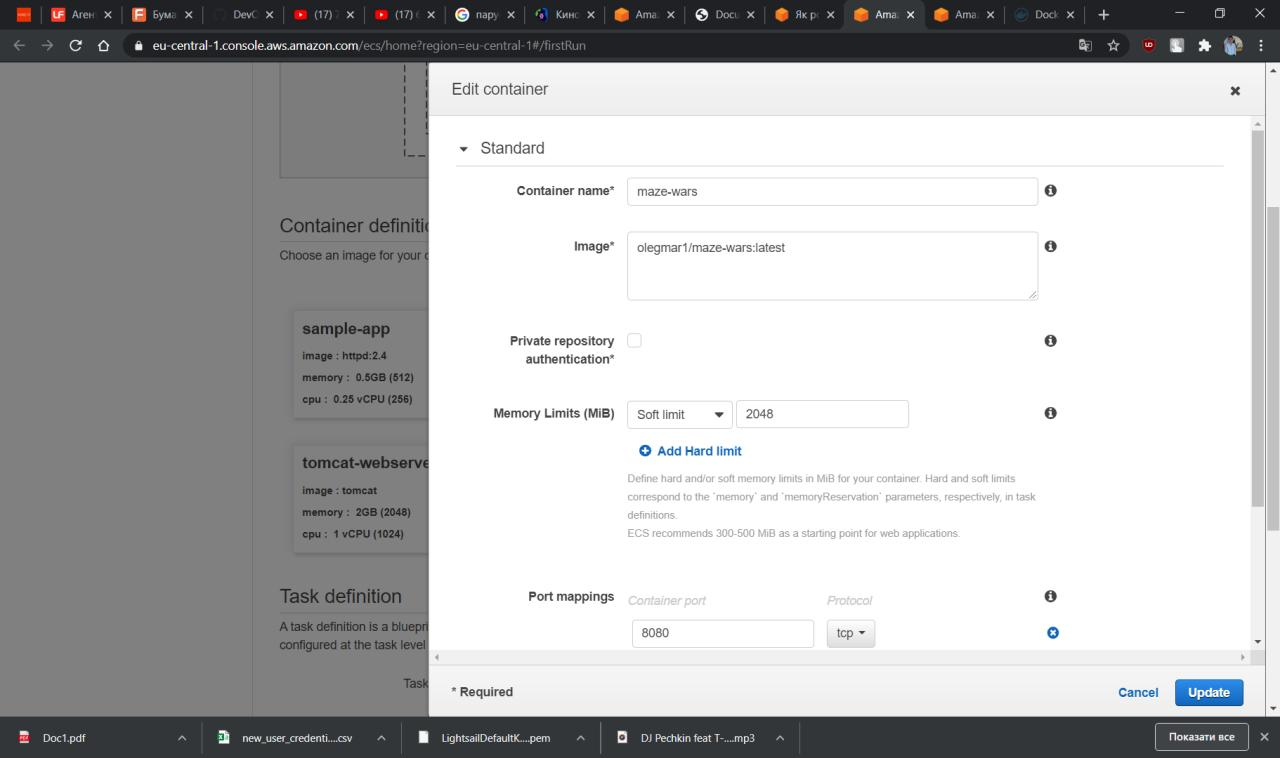 Аген
Бума
DevC
(17) 7
(17) 6
пару
Кинс
Ama
Docu
Як ро
Ama
Ama
Dock
eu-central-1.console.aws.amazon.com/ecs/home?region=eu-central-1#/firstRun
Edit container
Standard
Container name* maze-wars
Image* olegmar1/maze-wars:latest
Private repository
authentication*
Memory Limits (MiB) Soft limit 2048
Add Hard limit
Define hard and/or soft memory limits in MiB for your container. Hard and soft limits
correspond to the `memory` and `memoryReservation` parameters, respectively, in task
definitions.
ECS recommends 300-500 MiB as a starting point for web applications.
Port mappings Container port Protocol
8080 tcp
* Required Cancel Update
Container definitio
Choose an image for your c
sample-app
image : httpd:2.4
memory : 0.5GB (512)
cpu : 0.25 vCPU (256)
tomcat-webserve
image : tomcat
memory : 2GB (2048)
cpu : 1 vCPU (1024)
Task definition
A task definition is a bluepri
configured at the task level
Task
Doc1.pdf
new_user_credenti....csv
LightsailDefaultK....pem
DJ Pechkin feat T-....mp3
Показати все